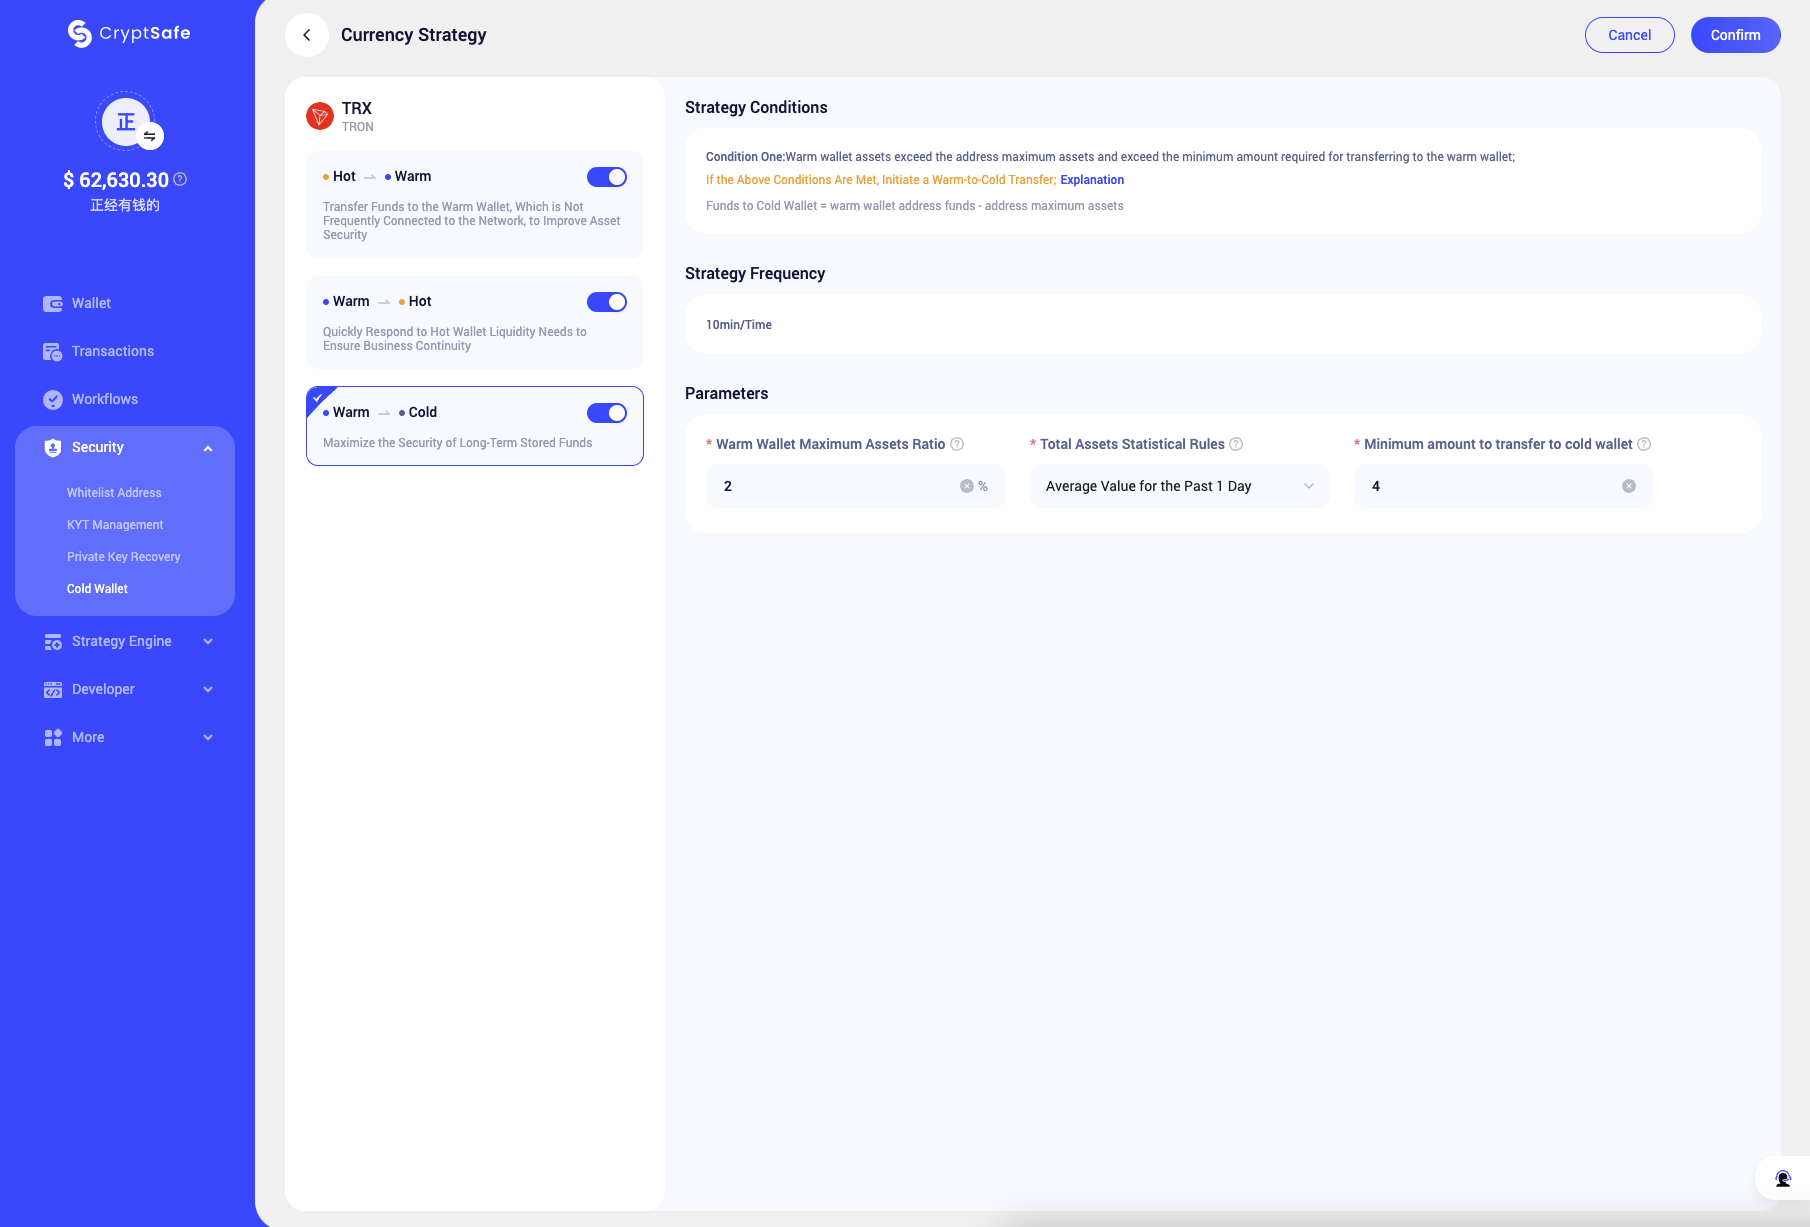 CryptSafe
正
$ 62,630.30
正经有钱的
Wallet
Transactions
Workflows
Security
Whitelist Address
KYT Management
Private Key Recovery
Cold Wallet
Strategy Engine
Developer
More
Currency Strategy
Cancel
Confirm
TRX
TRON
Hot Warm
Transfer Funds to the Warm Wallet, Which is Not
Frequently Connected to the Network, to Improve Asset
Security
Warm Hot
Quickly Respond to Hot Wallet Liquidity Needs to
Ensure Business Continuity
Warm Cold
Maximize the Security of Long-Term Stored Funds
Strategy Conditions
Condition One:Warm wallet assets exceed the address maximum assets and exceed the minimum amount required for transferring to the warm wallet;
If the Above Conditions Are Met, Initiate a Warm-to-Cold Transfer; Explanation
Funds to Cold Wallet = warm wallet address funds - address maximum assets
Strategy Frequency
10min/Time
Parameters
* Warm Wallet Maximum Assets Ratio
2 %
* Total Assets Statistical Rules
Average Value for the Past 1 Day
* Minimum amount to transfer to cold wallet
4